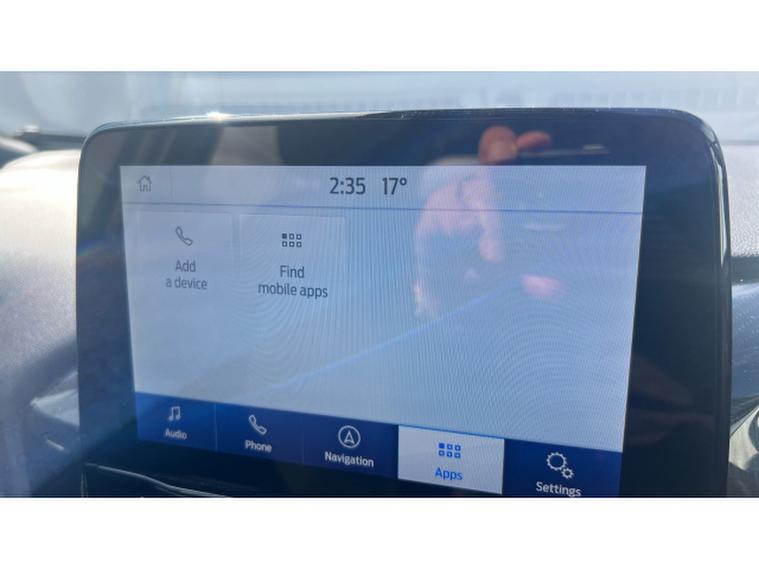 2:35 17°
Add
a device
Find
mobile apps
Audio
Phone
Navigation
Apps
Settings